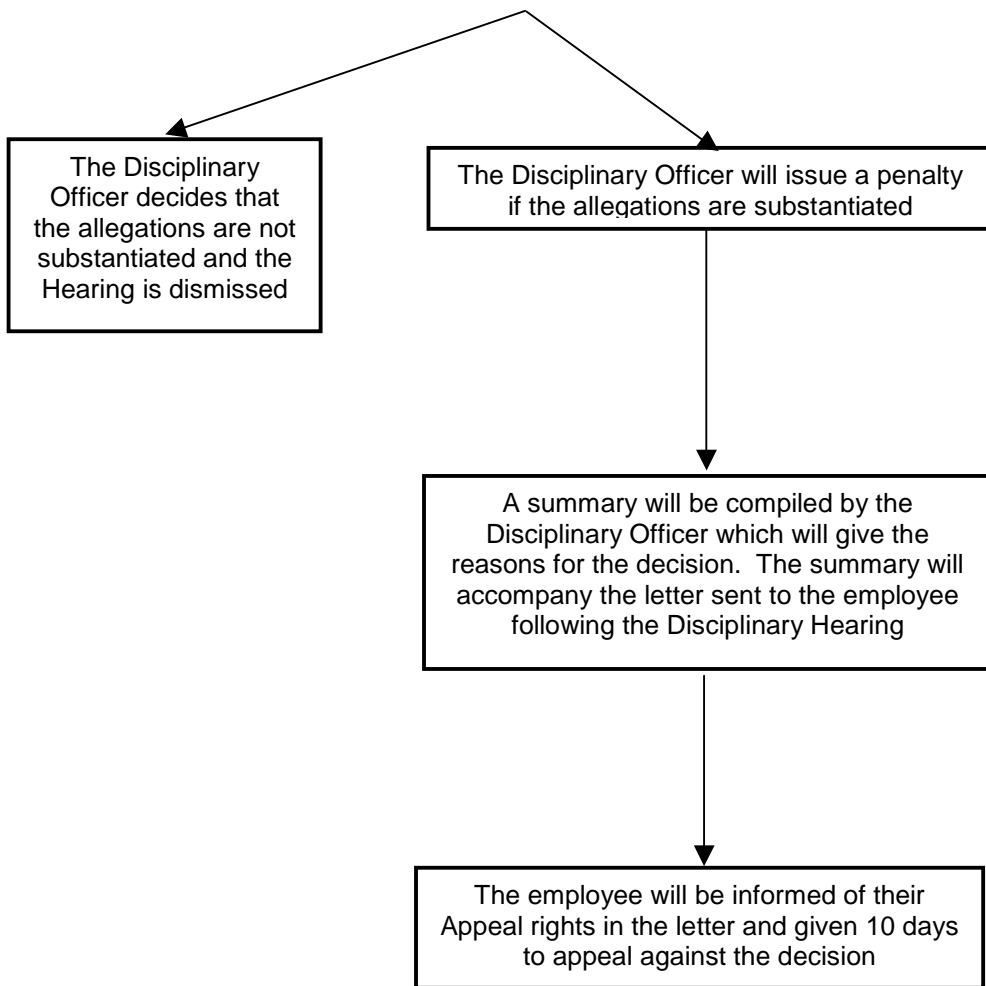 The Disciplinary
Officer decides that
the allegations are not
substantiated and the
Hearing is dismissed
The Disciplinary Officer will issue a penalty
if the allegations are substantiated
A summary will be compiled by the
Disciplinary Officer which will give the
reasons for the decision.  The summary will
accompany the letter sent to the employee
following the Disciplinary Hearing
The employee will be informed of their
Appeal rights in the letter and given 10 days
to appeal against the decision